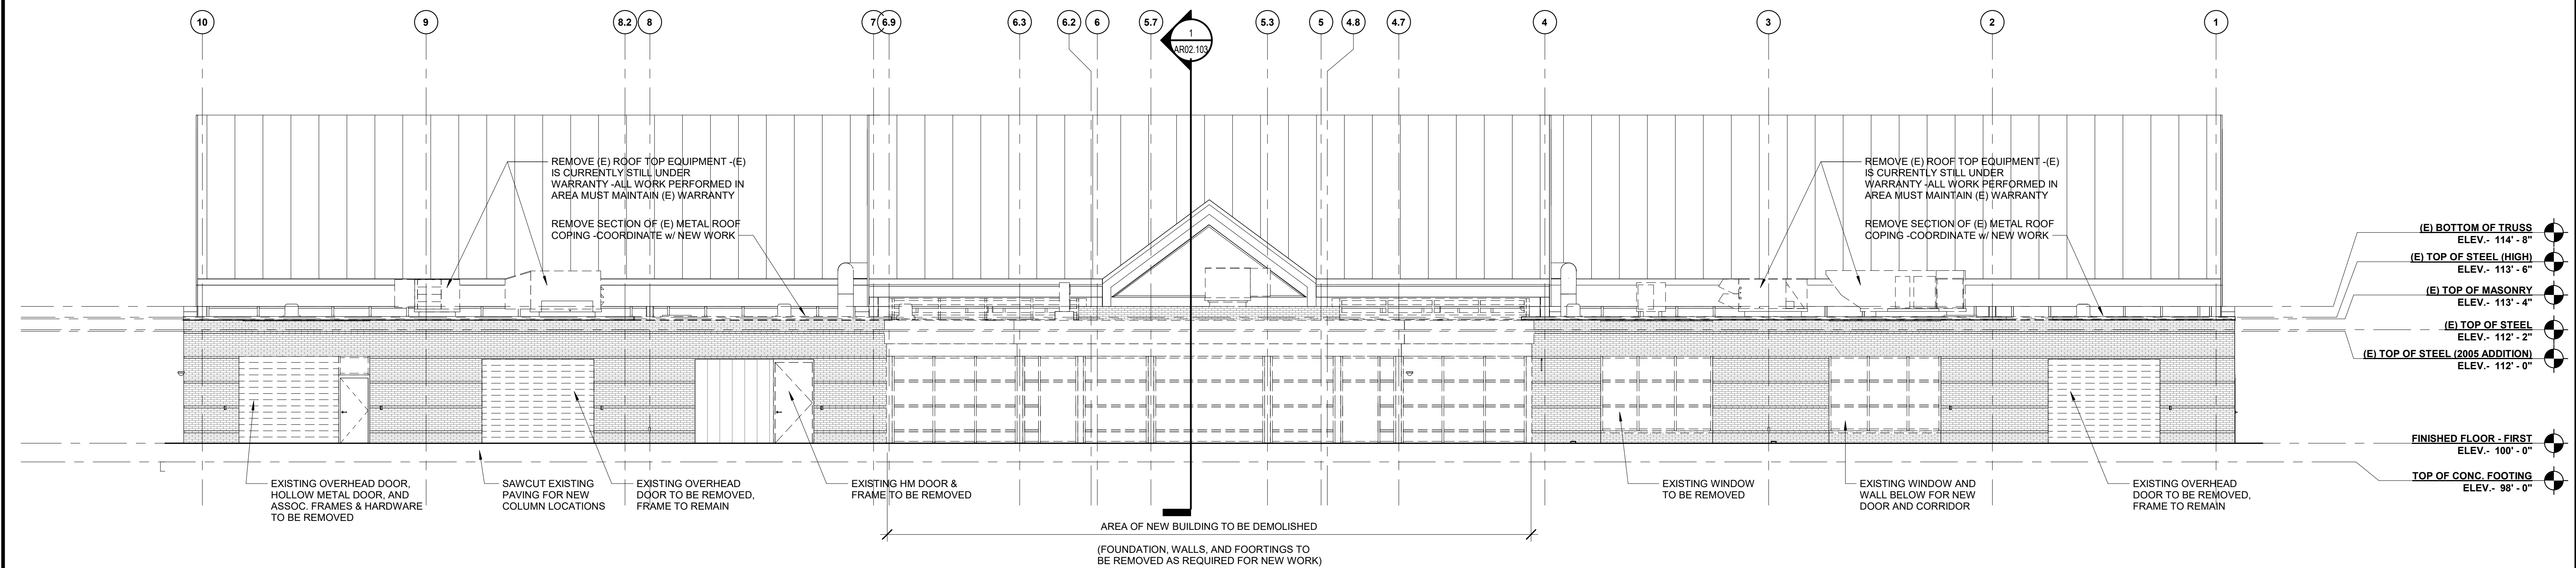 10
9
8.2
8
7
6.9
6.3
6.2
6
5.7
1
AR02.103
5.3
5
4.8
4.7
4
3
2
1
REMOVE (E) ROOF TOP EQUIPMENT -(E)
IS CURRENTLY STILL UNDER
WARRANTY -ALL WORK PERFORMED IN
AREA MUST MAINTAIN (E) WARRANTY
REMOVE SECTION OF (E) METAL ROOF
COPING -COORDINATE w/ NEW WORK
REMOVE (E) ROOF TOP EQUIPMENT -(E)
IS CURRENTLY STILL UNDER
WARRANTY -ALL WORK PERFORMED IN
AREA MUST MAINTAIN (E) WARRANTY
REMOVE SECTION OF (E) METAL ROOF
COPING -COORDINATE w/ NEW WORK
(E) BOTTOM OF TRUSS
ELEV.- 114' - 8"
(E) TOP OF STEEL (HIGH)
ELEV.- 113' - 6"
(E) TOP OF MASONRY
ELEV.- 113' - 4"
(E) TOP OF STEEL
ELEV.- 112' - 2"
(E) TOP OF STEEL (2005 ADDITION)
ELEV.- 112' - 0"
FINISHED FLOOR - FIRST
ELEV.- 100' - 0"
TOP OF CONC. FOOTING
ELEV.- 98' - 0"
EXISTING OVERHEAD DOOR,
HOLLOW METAL DOOR, AND
ASSOC. FRAMES & HARDWARE
TO BE REMOVED
SAWCUT EXISTING
PAVING FOR NEW
COLUMN LOCATIONS
EXISTING OVERHEAD
DOOR TO BE REMOVED,
FRAME TO REMAIN
EXISTING HM DOOR &
FRAME TO BE REMOVED
EXISTING WINDOW
TO BE REMOVED
EXISTING WINDOW AND
WALL BELOW FOR NEW
DOOR AND CORRIDOR
EXISTING OVERHEAD
DOOR TO BE REMOVED,
FRAME TO REMAIN
AREA OF NEW BUILDING TO BE DEMOLISHED
(FOUNDATION, WALLS, AND FOORTINGS TO
BE REMOVED AS REQUIRED FOR NEW WORK)